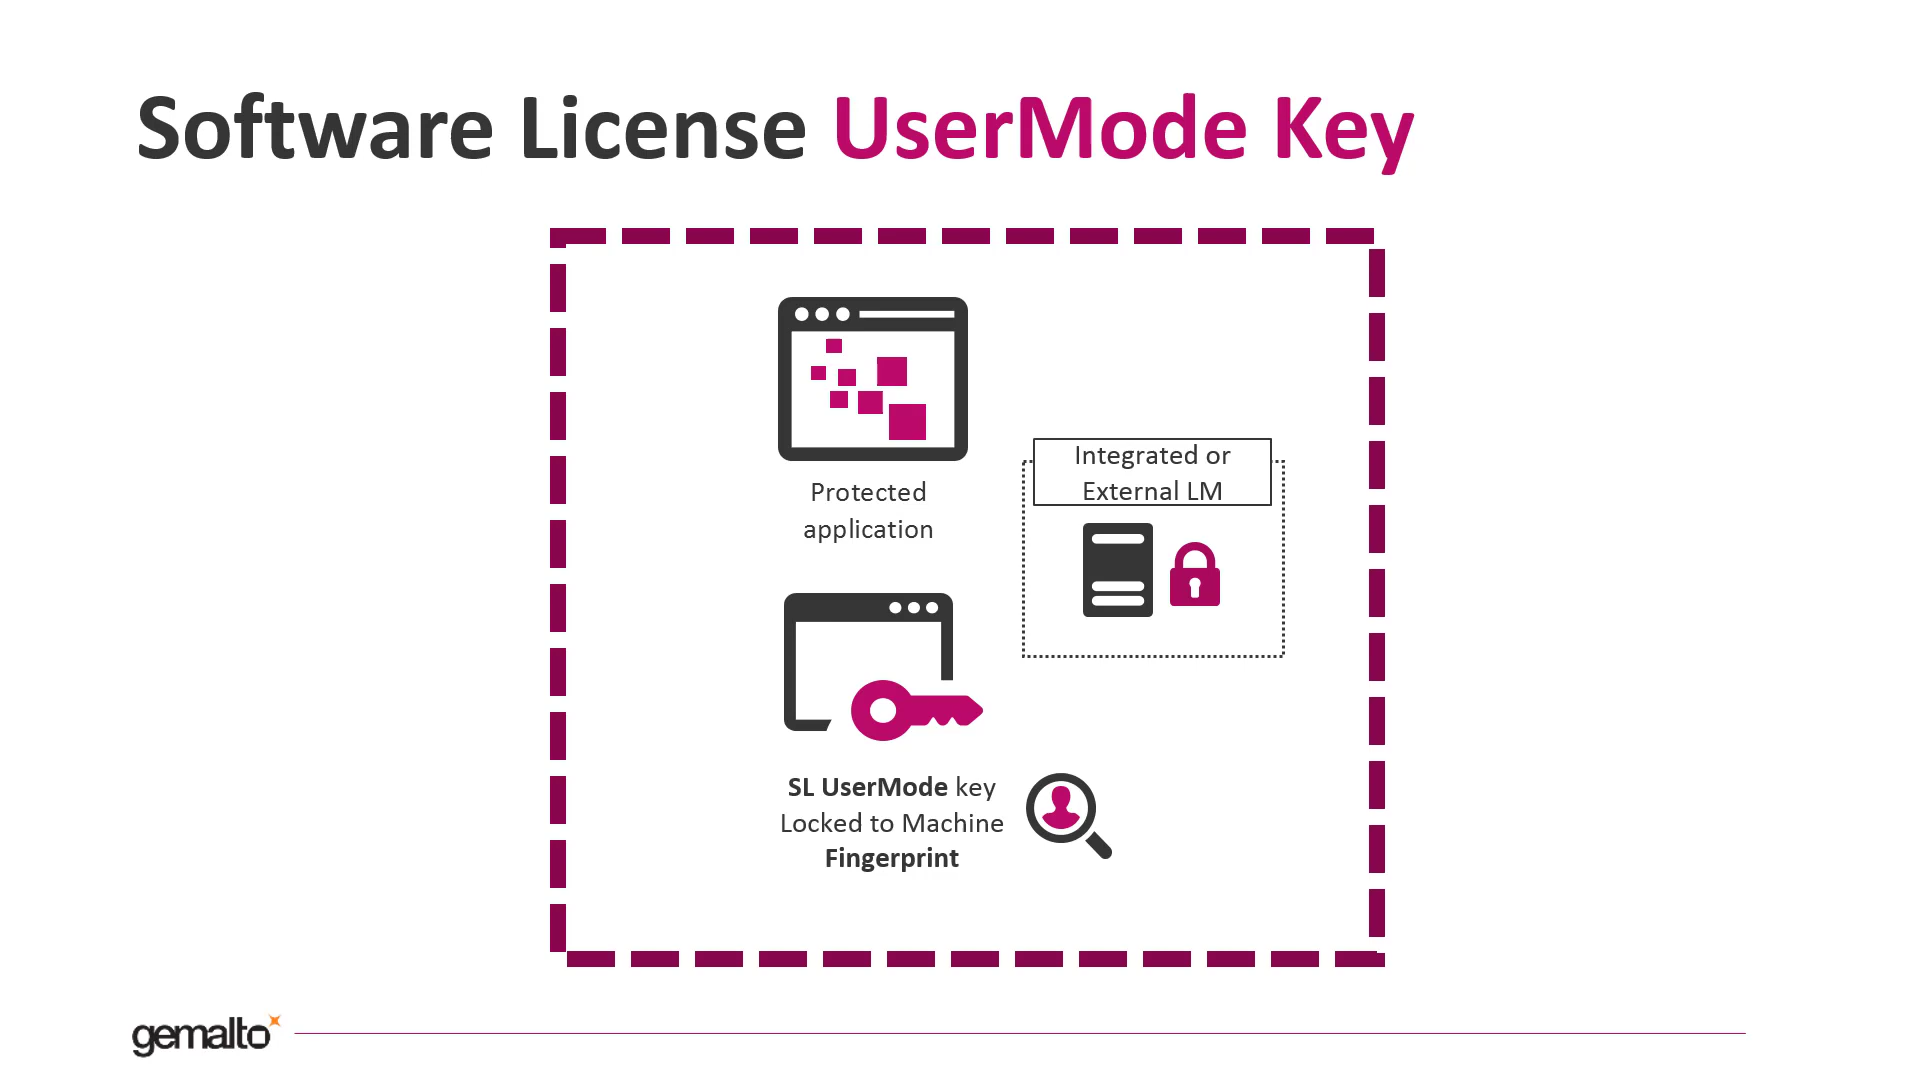 Software License UserMode Key
Protected
application
Integrated or
External LM
SL UserMode key
Locked to Machine
Fingerprint
gemalto